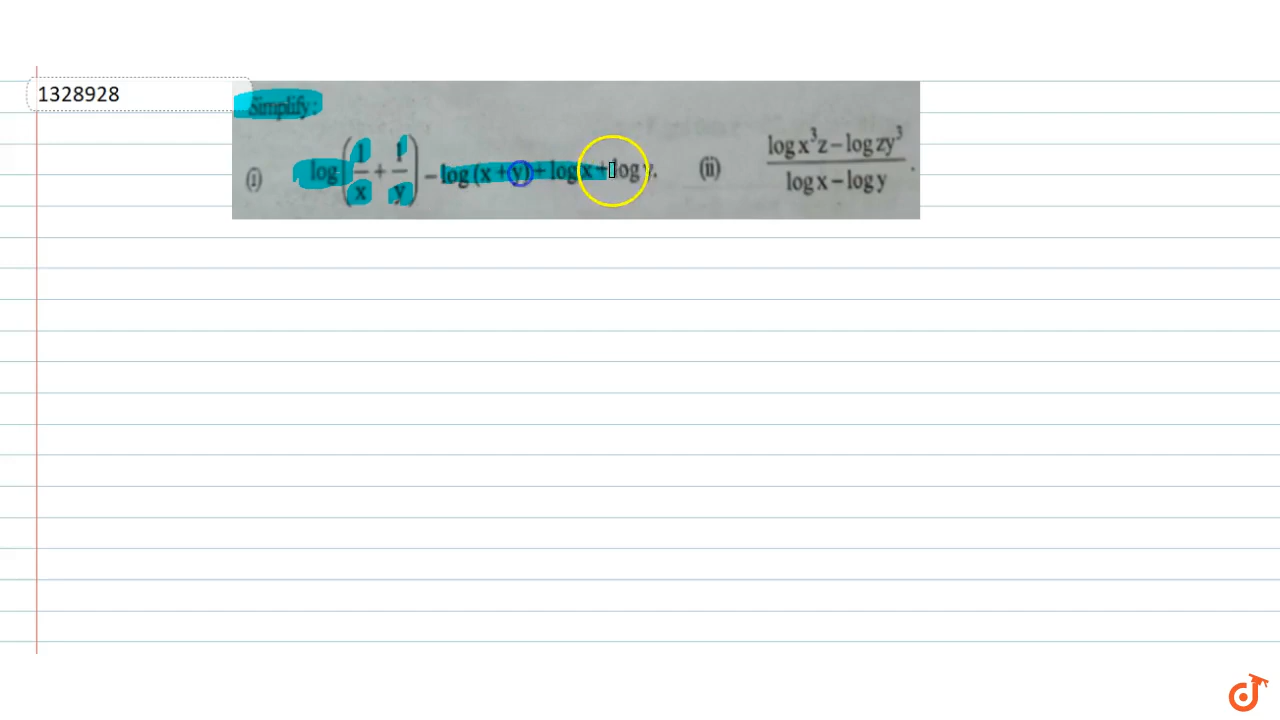 1328928
Simplify :
(i) log(1/x + 1/y) − log (x + y) + log x + log y. (ii) (log x³z − log zy³)/(log x − log y).